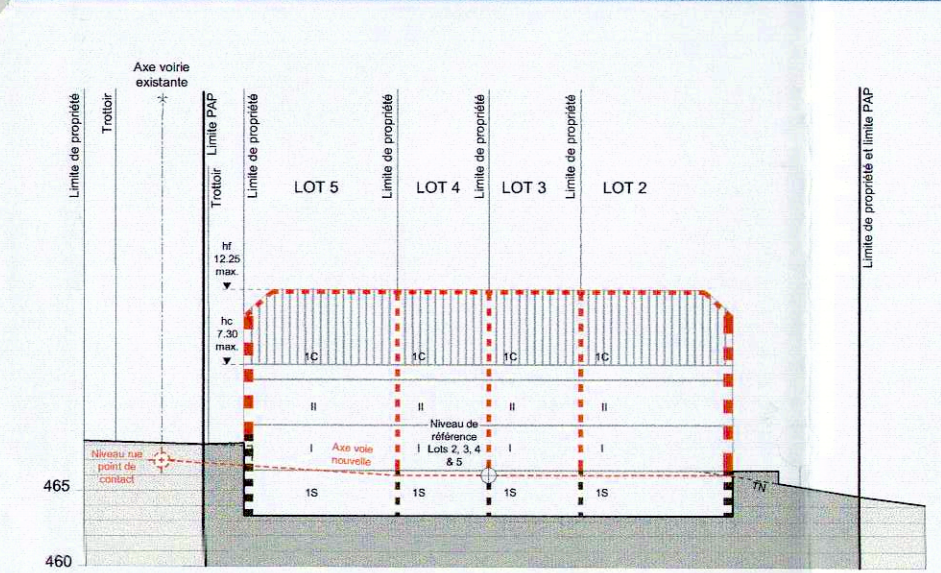 Axe voirie
existante
Limite de propriété
Trottoir
Limite PAP
Trottoir
Limite de propriété
LOT 5
Limite de propriété
LOT 4
Limite de propriété
LOT 3
Limite de propriété
LOT 2
Limite de propriété et limite PAP
hf
12.25
max.
hc
7.30
max.
1C
1C
1C
1C
II
II
II
II
Niveau de
référence
Lots 2, 3, 4
& 5
I
I
I
I
Axe voie
nouvelle
Niveau rue
point de
contact
465
1S
1S
1S
1S
TN
460